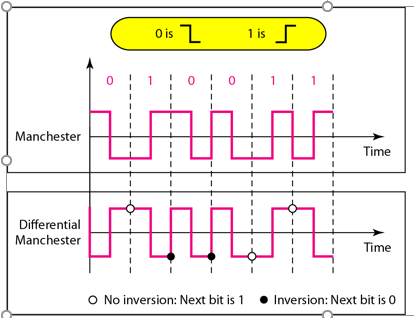 0 is 1 is
0 1 0 0 1 1
Manchester
Time
Differential
Manchester
Time
No inversion: Next bit is 1 Inversion: Next bit is 0